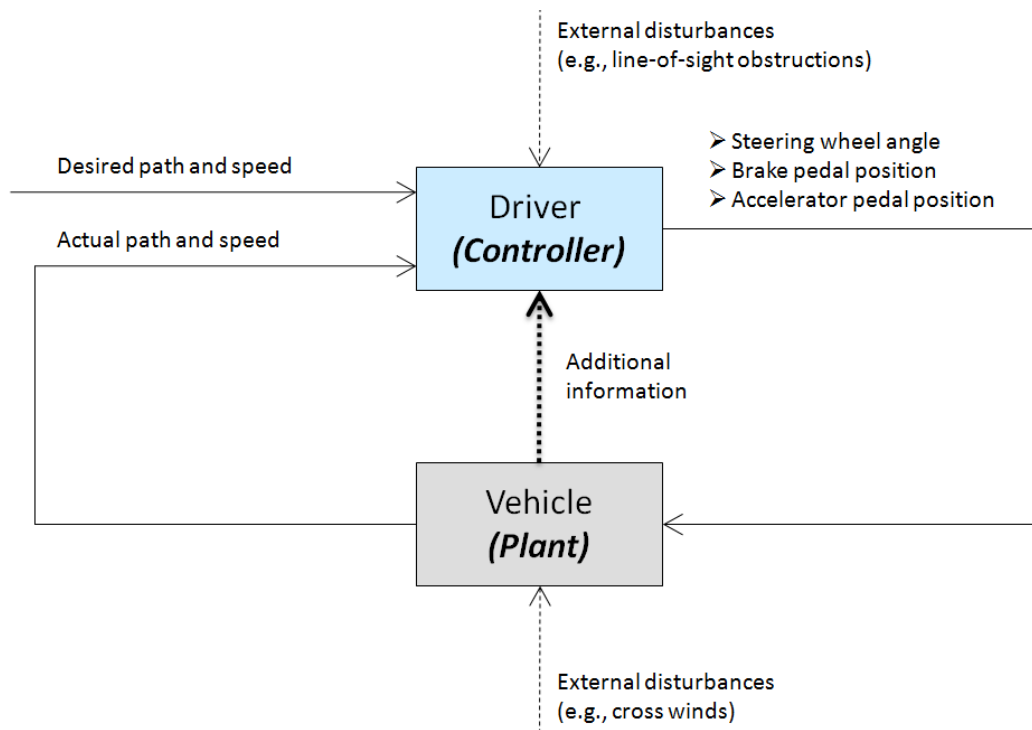 External disturbances
(e.g., line-of-sight obstructions)
➢ Steering wheel angle
➢ Brake pedal position
➢ Accelerator pedal position
Desired path and speed
Driver
(Controller)
Actual path and speed
Additional
information
Vehicle
(Plant)
External disturbances
(e.g., cross winds)